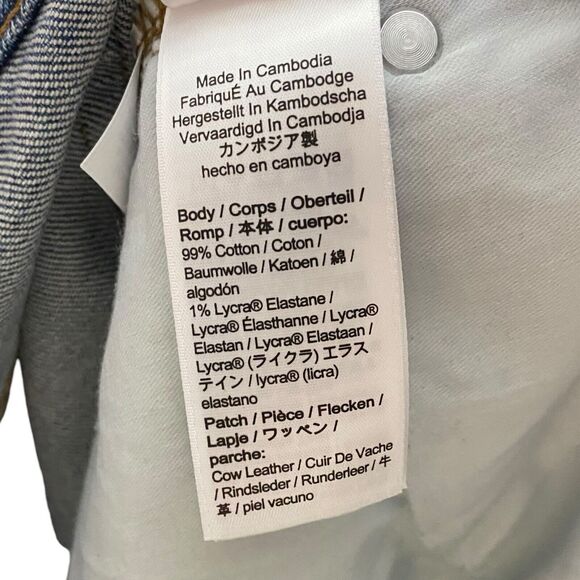 Made In Cambodia
FabriquÉ Au Cambodge
Hergestellt In Kambodscha
Vervaardigd In Cambodja
カンボジア製
hecho en camboya
Body / Corps / Oberteil /
Romp / 本体 / cuerpo:
99% Cotton / Coton /
Baumwolle / Katoen / 綿 /
algodón
1% Lycra® Elastane /
Lycra® Élasthanne / Lycra®
Elastan / Lycra® Elastaan /
Lycra® (ライクラ) エラス
テイン / lycra® (licra)
elastano
Patch / Pièce / Flecken /
Lapje / ワッペン /
parche:
Cow Leather / Cuir De Vache
/ Rindsleder / Runderleer / 牛
革 / piel vacuno